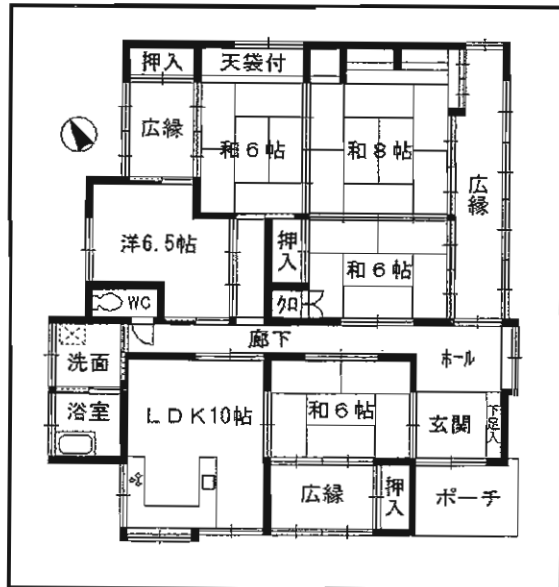 押入
天袋付
広縁
和6帖
和8帖
広縁
洋6.5帖
押入
和6帖
WC
クロ
廊下
ホール
洗面
浴室
LDK10帖
和6帖
玄関
下足入
広縁
押入
ポーチ